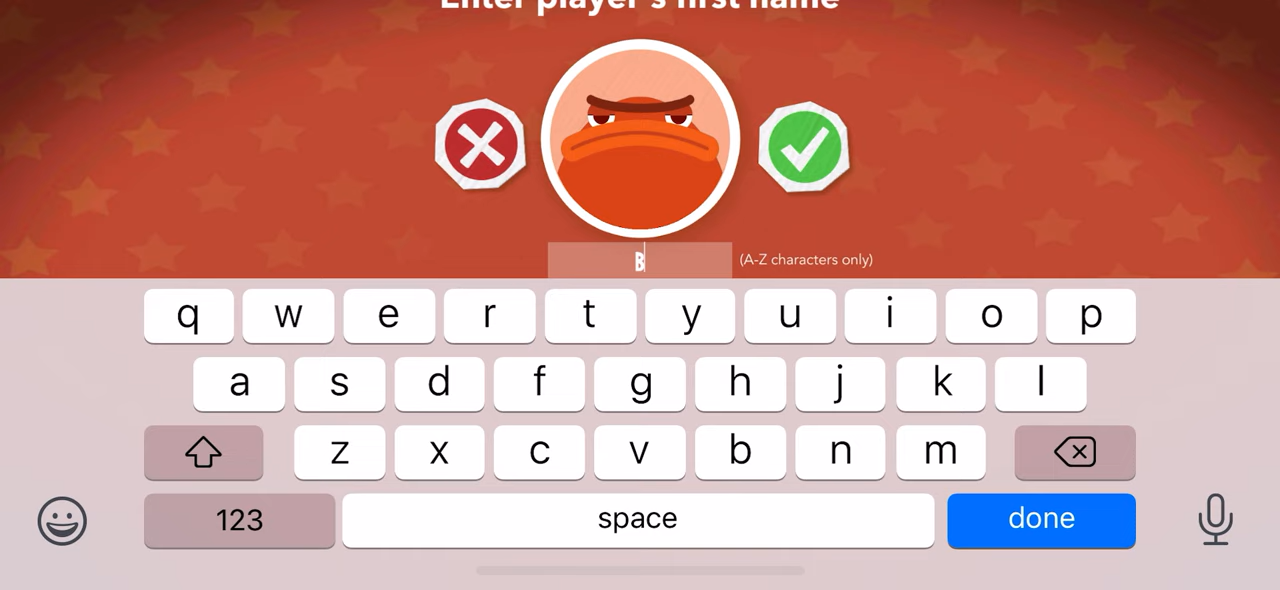 Enter player's first name
B
(A-Z characters only)
q w e r t y u i o p
a s d f g h j k l
z x c v b n m
123 space done